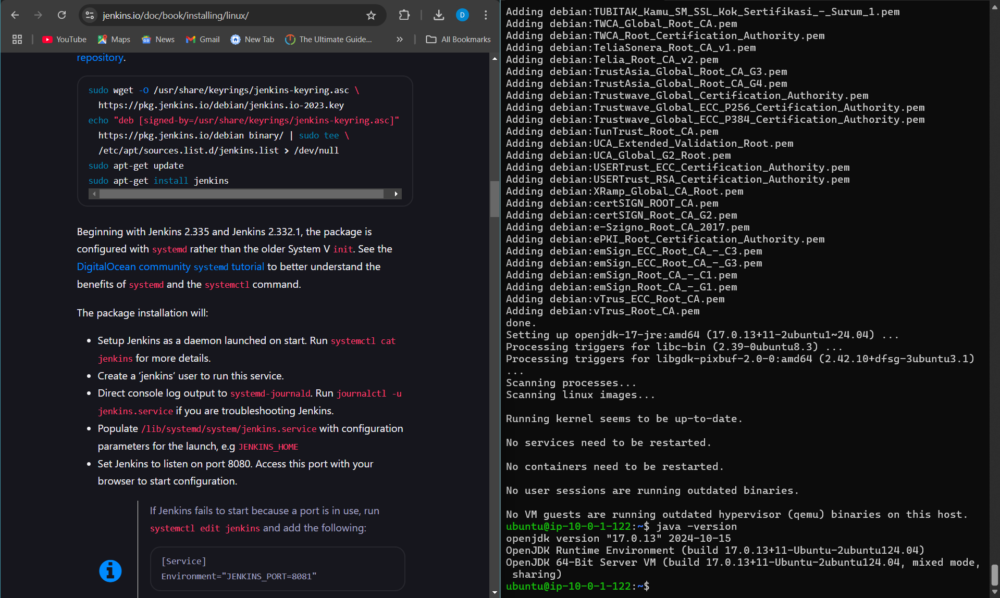 jenkins.io/doc/book/installing/linux/
D
YouTube
Maps
News
Gmail
New Tab
The Ultimate Guide...
»
All Bookmarks
repository.
sudo wget -O /usr/share/keyrings/jenkins-keyring.asc \
https://pkg.jenkins.io/debian/jenkins.io-2023.key
echo "deb [signed-by=/usr/share/keyrings/jenkins-keyring.asc]"
https://pkg.jenkins.io/debian binary/ | sudo tee \
/etc/apt/sources.list.d/jenkins.list > /dev/null
sudo apt-get update
sudo apt-get install jenkins
Beginning with Jenkins 2.335 and Jenkins 2.332.1, the package is
configured with systemd rather than the older System V init. See the
DigitalOcean community systemd tutorial to better understand the
benefits of systemd and the systemctl command.
The package installation will:
• Setup Jenkins as a daemon launched on start. Run systemctl cat
jenkins for more details.
• Create a ‘jenkins’ user to run this service.
• Direct console log output to systemd-journald. Run journalctl -u
jenkins.service if you are troubleshooting Jenkins.
• Populate /lib/systemd/system/jenkins.service with configuration
parameters for the launch, e.g JENKINS_HOME
• Set Jenkins to listen on port 8080. Access this port with your
browser to start configuration.
If Jenkins fails to start because a port is in use, run
systemctl edit jenkins and add the following:
[Service]
Environment="JENKINS_PORT=8081"
Adding debian:TUBITAK_Kamu_SM_SSL_Kok_Sertifikasi_-_Surum_1.pem
Adding debian:TWCA_Global_Root_CA.pem
Adding debian:TWCA_Root_Certification_Authority.pem
Adding debian:TeliaSonera_Root_CA_v1.pem
Adding debian:Telia_Root_CA_v2.pem
Adding debian:TrustAsia_Global_Root_CA_G3.pem
Adding debian:TrustAsia_Global_Root_CA_G4.pem
Adding debian:Trustwave_Global_Certification_Authority.pem
Adding debian:Trustwave_Global_ECC_P256_Certification_Authority.pem
Adding debian:Trustwave_Global_ECC_P384_Certification_Authority.pem
Adding debian:TunTrust_Root_CA.pem
Adding debian:UCA_Extended_Validation_Root.pem
Adding debian:UCA_Global_G2_Root.pem
Adding debian:USERTrust_ECC_Certification_Authority.pem
Adding debian:USERTrust_RSA_Certification_Authority.pem
Adding debian:XRamp_Global_CA_Root.pem
Adding debian:certSIGN_ROOT_CA.pem
Adding debian:certSIGN_Root_CA_G2.pem
Adding debian:e-Szigno_Root_CA_2017.pem
Adding debian:ePKI_Root_Certification_Authority.pem
Adding debian:emSign_ECC_Root_CA_-_C3.pem
Adding debian:emSign_ECC_Root_CA_-_G3.pem
Adding debian:emSign_Root_CA_-_C1.pem
Adding debian:emSign_Root_CA_-_G1.pem
Adding debian:vTrus_ECC_Root_CA.pem
Adding debian:vTrus_Root_CA.pem
done.
Setting up openjdk-17-jre:amd64 (17.0.13+11-2ubuntu1~24.04) ...
Processing triggers for libc-bin (2.39-0ubuntu8.3) ...
Processing triggers for libgdk-pixbuf-2.0-0:amd64 (2.42.10+dfsg-3ubuntu3.1)
...
Scanning processes...
Scanning linux images...
Running kernel seems to be up-to-date.
No services need to be restarted.
No containers need to be restarted.
No user sessions are running outdated binaries.
No VM guests are running outdated hypervisor (qemu) binaries on this host.
ubuntu@ip-10-0-1-122:~$ java -version
openjdk version "17.0.13" 2024-10-15
OpenJDK Runtime Environment (build 17.0.13+11-Ubuntu-2ubuntu124.04)
OpenJDK 64-Bit Server VM (build 17.0.13+11-Ubuntu-2ubuntu124.04, mixed mode,
sharing)
ubuntu@ip-10-0-1-122:~$